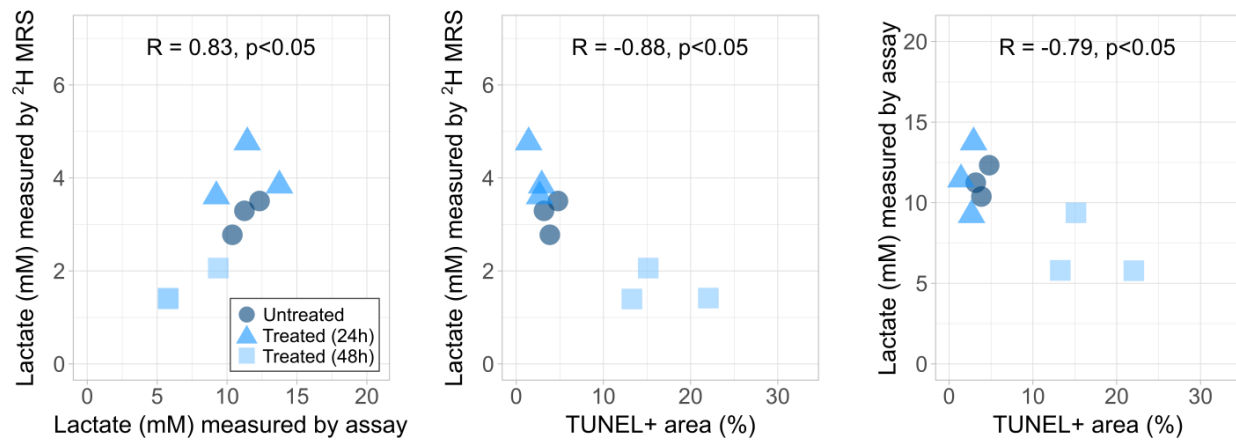 Lactate (mM) measured by ²H MRS
R = 0.83, p<0.05
6
4
2
0
Untreated
Treated (24h)
Treated (48h)
0 5 10 15 20
Lactate (mM) measured by assay
Lactate (mM) measured by ²H MRS
R = -0.88, p<0.05
6
4
2
0
0 10 20 30
TUNEL+ area (%)
Lactate (mM) measured by assay
R = -0.79, p<0.05
20
15
10
5
0
0 10 20 30
TUNEL+ area (%)